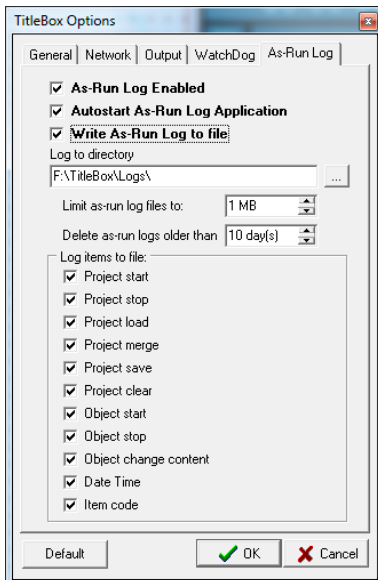 TitleBox Options
General Network Output WatchDog As-Run Log
As-Run Log Enabled
Autostart As-Run Log Application
Write As-Run Log to file
Log to directory
F:\TitleBox\Logs\ ...
Limit as-run log files to: 1 MB
Delete as-run logs older than 10 day(s)
Log items to file:
Project start
Project stop
Project load
Project merge
Project save
Project clear
Object start
Object stop
Object change content
Date Time
Item code
Default OK Cancel